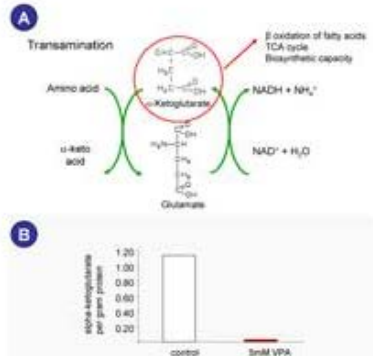 A
Transamination
β oxidation of fatty acids
TCA cycle
Biosynthetic capacity
Amino acid
α-Ketoglutarate
NADH + NH₄⁺
α-keto
acid
NAD⁺ + H₂O
Glutamate
B
alpha-ketoglutarate
per gram protein
1.20
1.00
0.80
0.60
0.40
0.20
control
5mM VPA